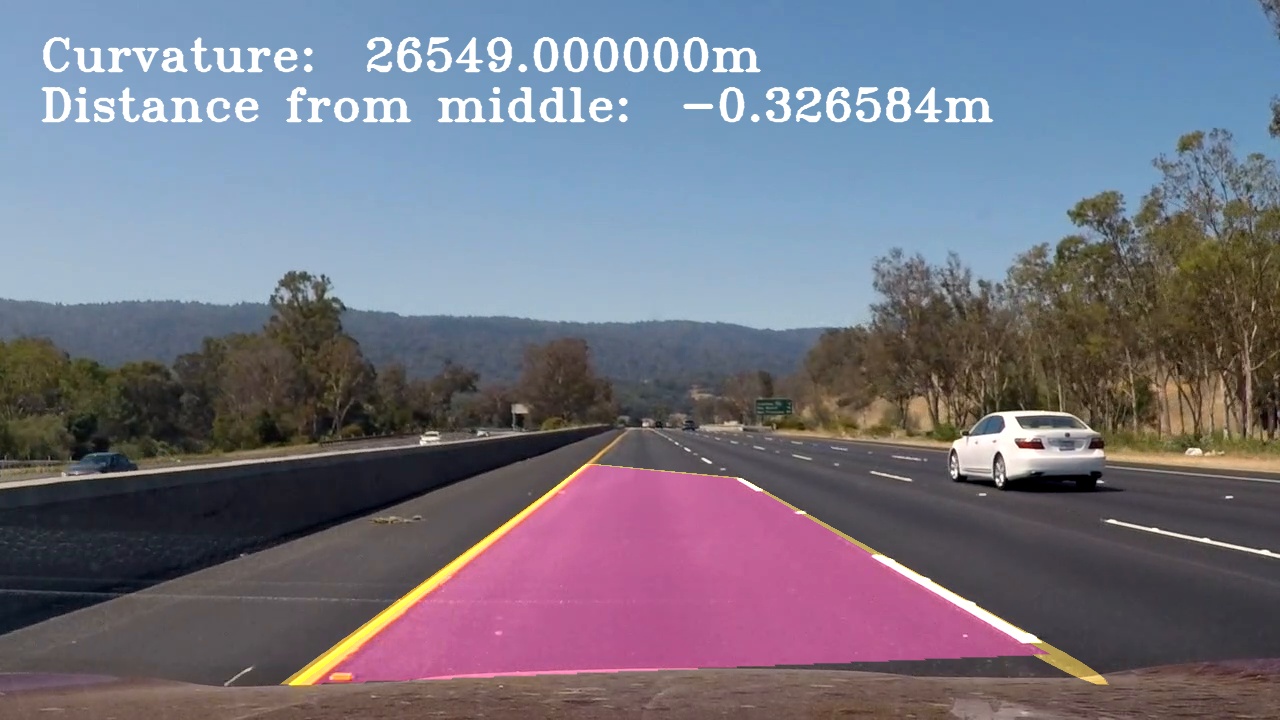 Curvature:  26549.000000m
Distance from middle:  −0.326584m